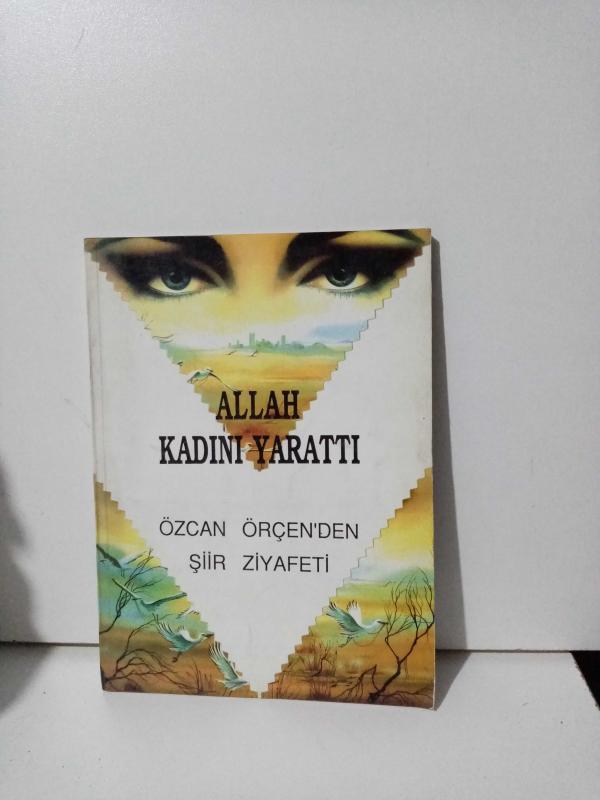 ALLAH
KADINI YARATTI
ÖZCAN ÖRÇEN'DEN
ŞİİR ZİYAFETİ